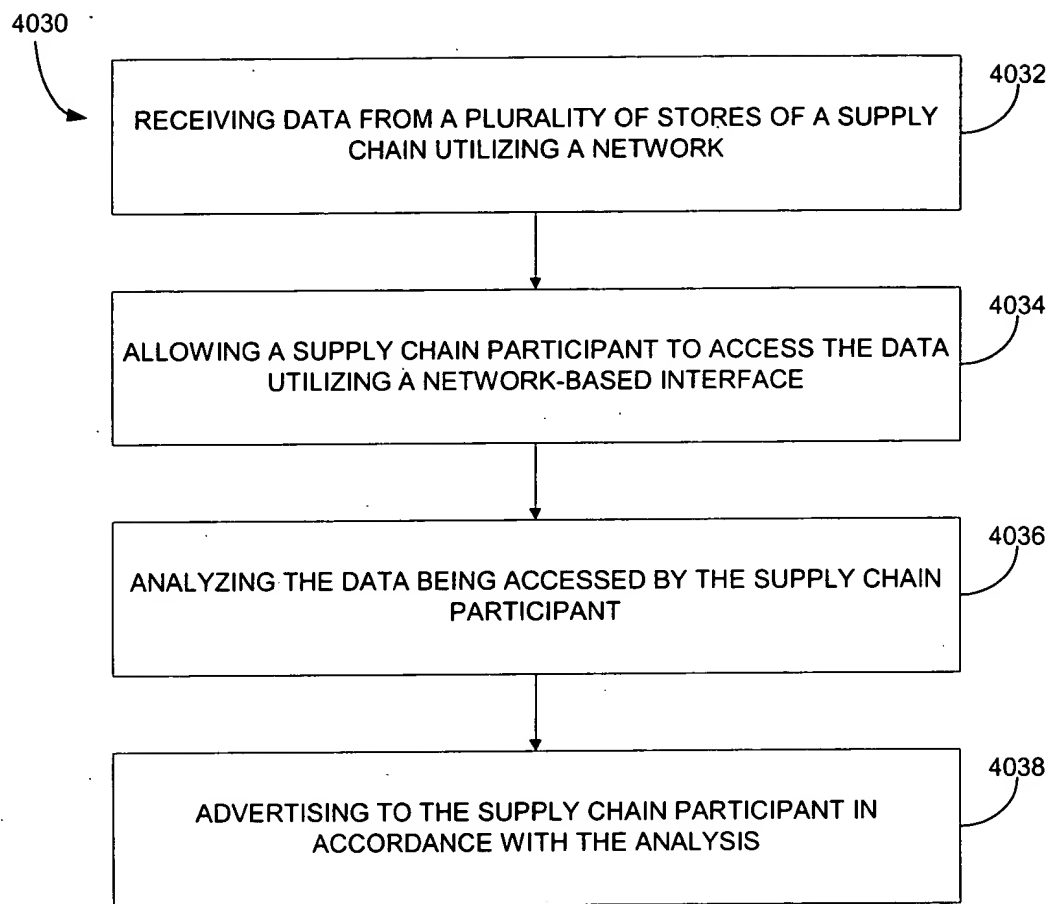 4030
4032
RECEIVING DATA FROM A PLURALITY OF STORES OF A SUPPLY
CHAIN UTILIZING A NETWORK
4034
ALLOWING A SUPPLY CHAIN PARTICIPANT TO ACCESS THE DATA
UTILIZING A NETWORK-BASED INTERFACE
4036
ANALYZING THE DATA BEING ACCESSED BY THE SUPPLY CHAIN
PARTICIPANT
4038
ADVERTISING TO THE SUPPLY CHAIN PARTICIPANT IN
ACCORDANCE WITH THE ANALYSIS